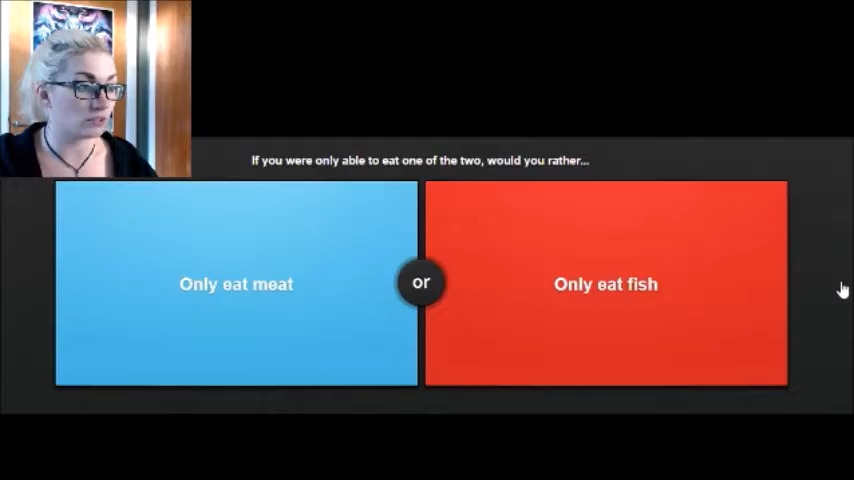 If you were only able to eat one of the two, would you rather...
Only eat meat
or
Only eat fish